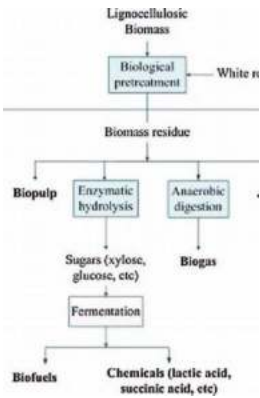 Lignocellulosic
Biomass
Biological
pretreatment
White
Biomass residue
Biopulp
Enzymatic
hydrolysis
Anaerobic
digestion
Sugars (xylose,
glucose, etc)
Biogas
Fermentation
Biofuels
Chemicals (lactic acid,
succinic acid, etc)